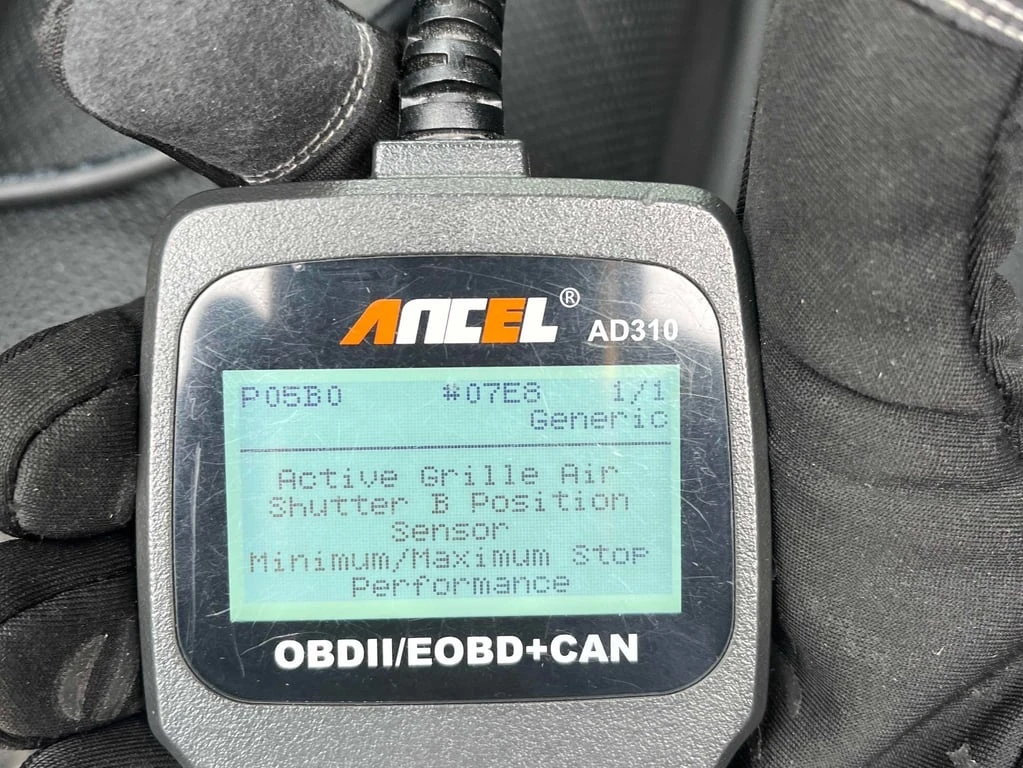 ANCEL®
AD310
P05B0 #07E8 1/1
Generic
Active Grille Air
Shutter B Position
Sensor
Minimum/Maximum Stop
Performance
OBDII/EOBD+CAN